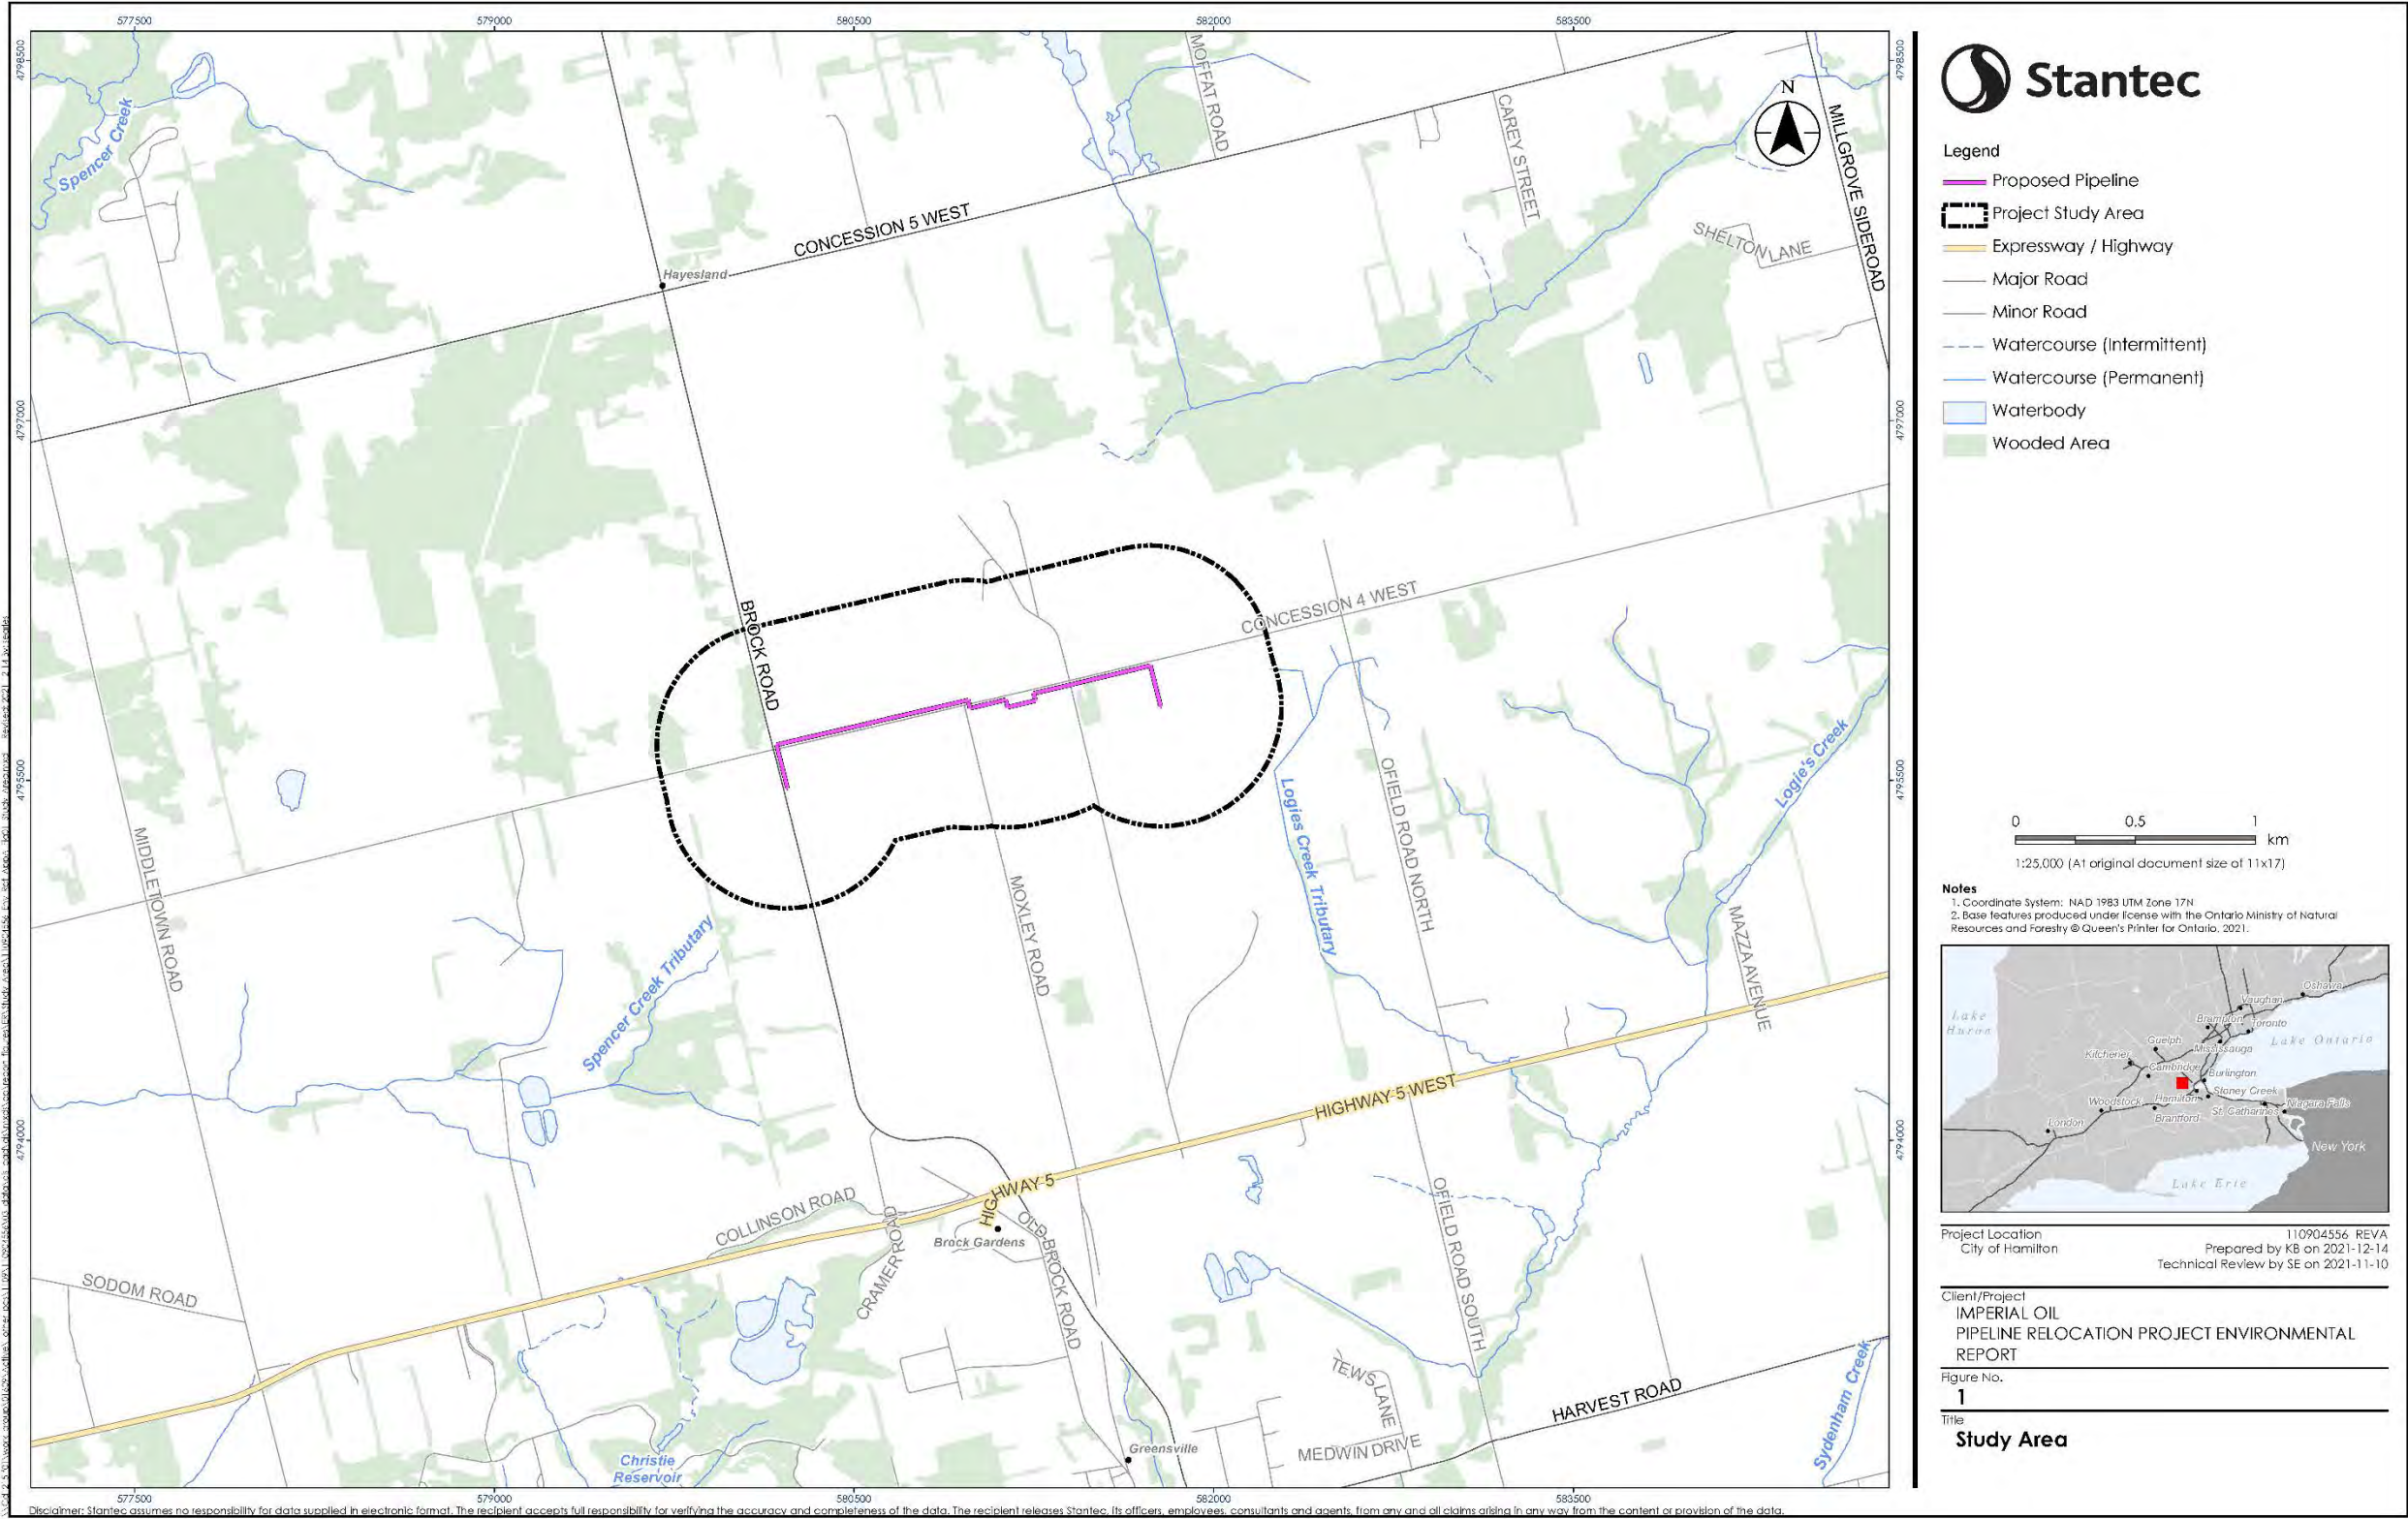 577500
579000
580500
582000
583500
4798500
4798500
4797000
4797000
4795500
4795500
4794000
4794000
Spencer Creek
MOFFAT ROAD
CAREY STREET
N
MILLGROVE SIDEROAD
SHELTON LANE
CONCESSION 5 WEST
Hayesland
BROCK ROAD
CONCESSION 4 WEST
MIDDLETOWN ROAD
MOXLEY ROAD
Logies Creek Tributary
OFIELD ROAD NORTH
Logie's Creek
MAZZA AVENUE
Spencer Creek Tributary
HIGHWAY 5 WEST
HIGHWAY 5
COLLINSON ROAD
CRAMER ROAD
Brock Gardens
OLD BROCK ROAD
SODOM ROAD
OFIELD ROAD SOUTH
TEWS LANE
MEDWIN DRIVE
HARVEST ROAD
Sydenham Creek
Greensville
Christie
Reservoir
577500
579000
580500
582000
583500
Stantec
Legend
Proposed Pipeline
Project Study Area
Expressway / Highway
Major Road
Minor Road
Watercourse (Intermittent)
Watercourse (Permanent)
Waterbody
Wooded Area
0 0.5 1
km
1:25,000 (At original document size of 11x17)
Notes
1. Coordinate System: NAD 1983 UTM Zone 17N
2. Base features produced under license with the Ontario Ministry of Natural
Resources and Forestry © Queen's Printer for Ontario, 2021.
Lake
Huron
Oshawa
Vaughan
Brampton
Toronto
Guelph
Mississauga
Lake Ontario
Kitchener
Cambridge
Burlington
Stoney Creek
Woodstock
Hamilton
Niagara Falls
St. Catharines
Brantford
London
New York
Lake Erie
Project Location
City of Hamilton
110904556 REVA
Prepared by KB on 2021-12-14
Technical Review by SE on 2021-11-10
Client/Project
IMPERIAL OIL
PIPELINE RELOCATION PROJECT ENVIRONMENTAL
REPORT
Figure No.
1
Title
Study Area
Disclaimer: Stantec assumes no responsibility for data supplied in electronic format. The recipient accepts full responsibility for verifying the accuracy and completeness of the data. The recipient releases Stantec, its officers, employees, consultants and agents, from any and all claims arising in any way from the content or provision of the data.